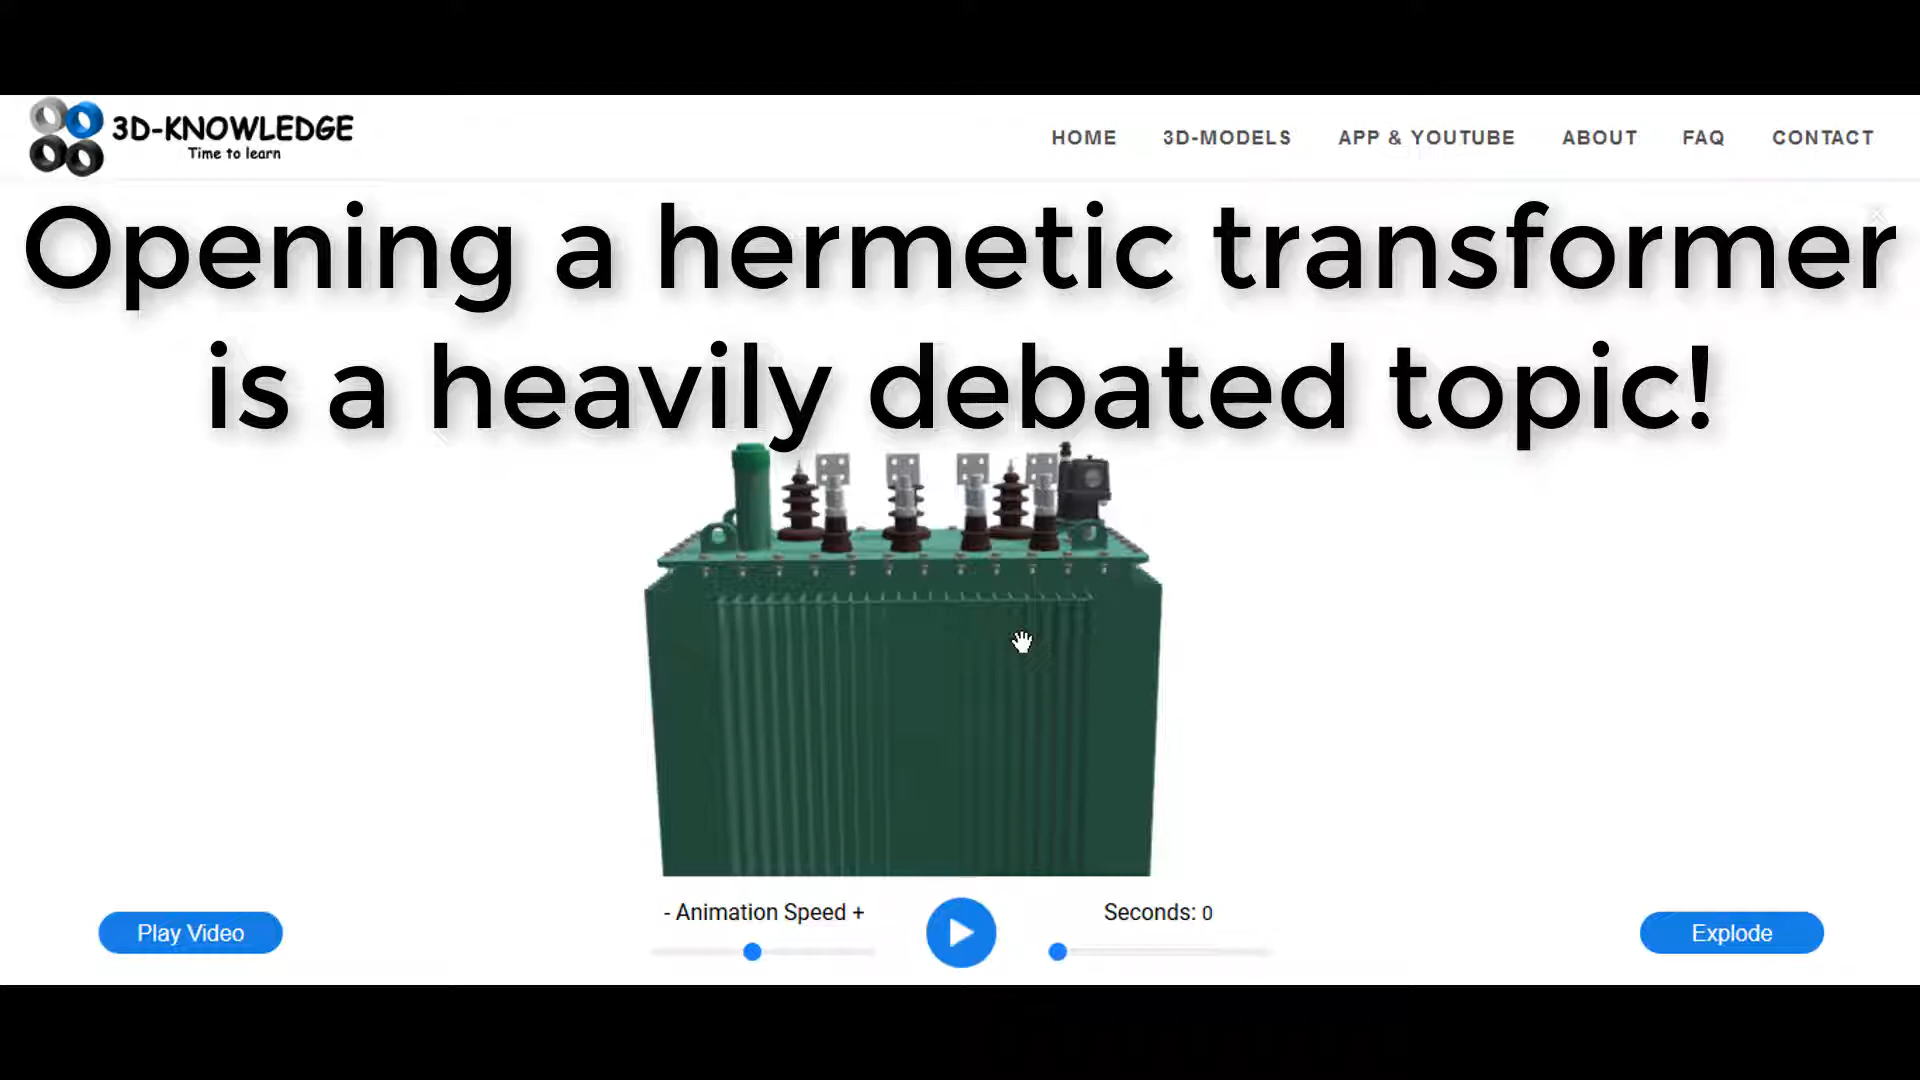 3D-KNOWLEDGE
Time to learn
HOME 3D-MODELS APP & YOUTUBE ABOUT FAQ CONTACT
Opening a hermetic transformer
is a heavily debated topic!
- Animation Speed +
Seconds: 0
Play Video
Explode